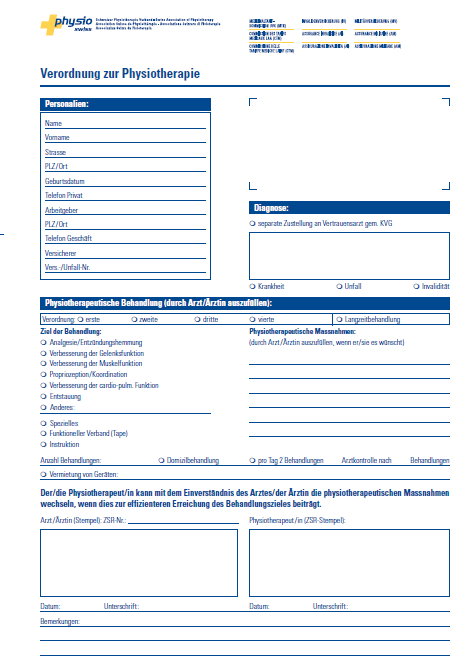 physio
swiss
Schweizer Physiotherapie Verband
Verordnung zur Physiotherapie
Personalien:
Name
Vorname
Strasse
PLZ/Ort
Geburtsdatum
Telefon Privat
Arbeitgeber
PLZ/Ort
Telefon Geschäft
Versicherer
Vers.-/Unfall-Nr.
Diagnose:
separate Zustellung an Vertrauensarzt gem. KVG
Krankheit Unfall Invalidität
Physiotherapeutische Behandlung (durch Arzt/Ärztin auszufüllen):
Verordnung: erste zweite dritte vierte Langzeitbehandlung
Ziel der Behandlung:
Analgesie/Entzündungshemmung
Verbesserung der Gelenksfunktion
Verbesserung der Muskelfunktion
Propriozeption/Koordination
Verbesserung der cardio-pulm. Funktion
Entstauung
Anderes:
Spezielles
Funktioneller Verband (Tape)
Instruktion
Physiotherapeutische Massnahmen:
(durch Arzt/Ärztin auszufüllen, wenn er/sie es wünscht)
Anzahl Behandlungen: Domizilbehandlung pro Tag 2 Behandlungen Arztkontrolle nach Behandlungen
Vermietung von Geräten:
Der/die Physiotherapeut/in kann mit dem Einverständnis des Arztes/der Ärztin die physiotherapeutischen Massnahmen
wechseln, wenn dies zur effizienteren Erreichung des Behandlungszieles beiträgt.
Arzt/Ärztin (Stempel): ZSR-Nr.:
Physiotherapeut/in (ZSR-Stempel):
Datum: Unterschrift: Datum: Unterschrift:
Bemerkungen: